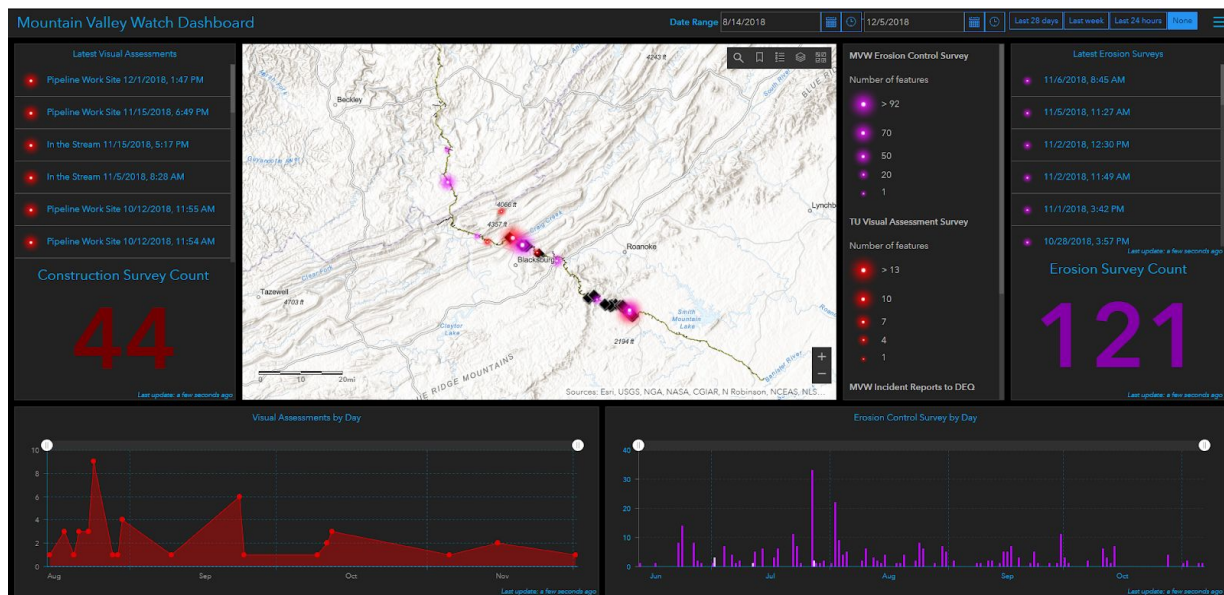 Mountain Valley Watch Dashboard
Date Range 8/14/2018 12/5/2018 Last 28 days Last week Last 24 hours None
Latest Visual Assessments
Pipeline Work Site 12/1/2018, 1:47 PM
Pipeline Work Site 11/15/2018, 6:49 PM
In the Stream 11/15/2018, 5:17 PM
In the Stream 11/5/2018, 8:28 AM
Pipeline Work Site 10/12/2018, 11:55 AM
Pipeline Work Site 10/12/2018, 11:54 AM
Construction Survey Count
44
Last update: a few seconds ago
4243 ft
Beckley
4066 ft
4357 ft
Craig Creek
Lynchb
Roanoke
Blacksburg
Clear Fork
Tazewell
4703 ft
Claytor
Lake
Smith
Mountain
Lake
2194 ft
BLUE RIDGE MOUNTAINS
Banister River
0 10 20mi
Sources: Esri, USGS, NGA, NASA, CGIAR, N Robinson, NCEAS, NLS...
MVW Erosion Control Survey
Number of features
> 92
70
50
20
1
TU Visual Assessment Survey
Number of features
> 13
10
7
4
1
MVW Incident Reports to DEQ
Latest Erosion Surveys
11/6/2018, 8:45 AM
11/5/2018, 11:27 AM
11/2/2018, 12:30 PM
11/2/2018, 11:49 AM
11/1/2018, 3:42 PM
10/28/2018, 3:57 PM
Last update: a few seconds ago
Erosion Survey Count
121
Last update: a few seconds ago
Visual Assessments by Day
10
8
6
4
2
0
Aug Sep Oct Nov
Last update: a few seconds ago
Erosion Control Survey by Day
40
30
20
10
0
Jun Jul Aug Sep Oct
Last update: a few seconds ago